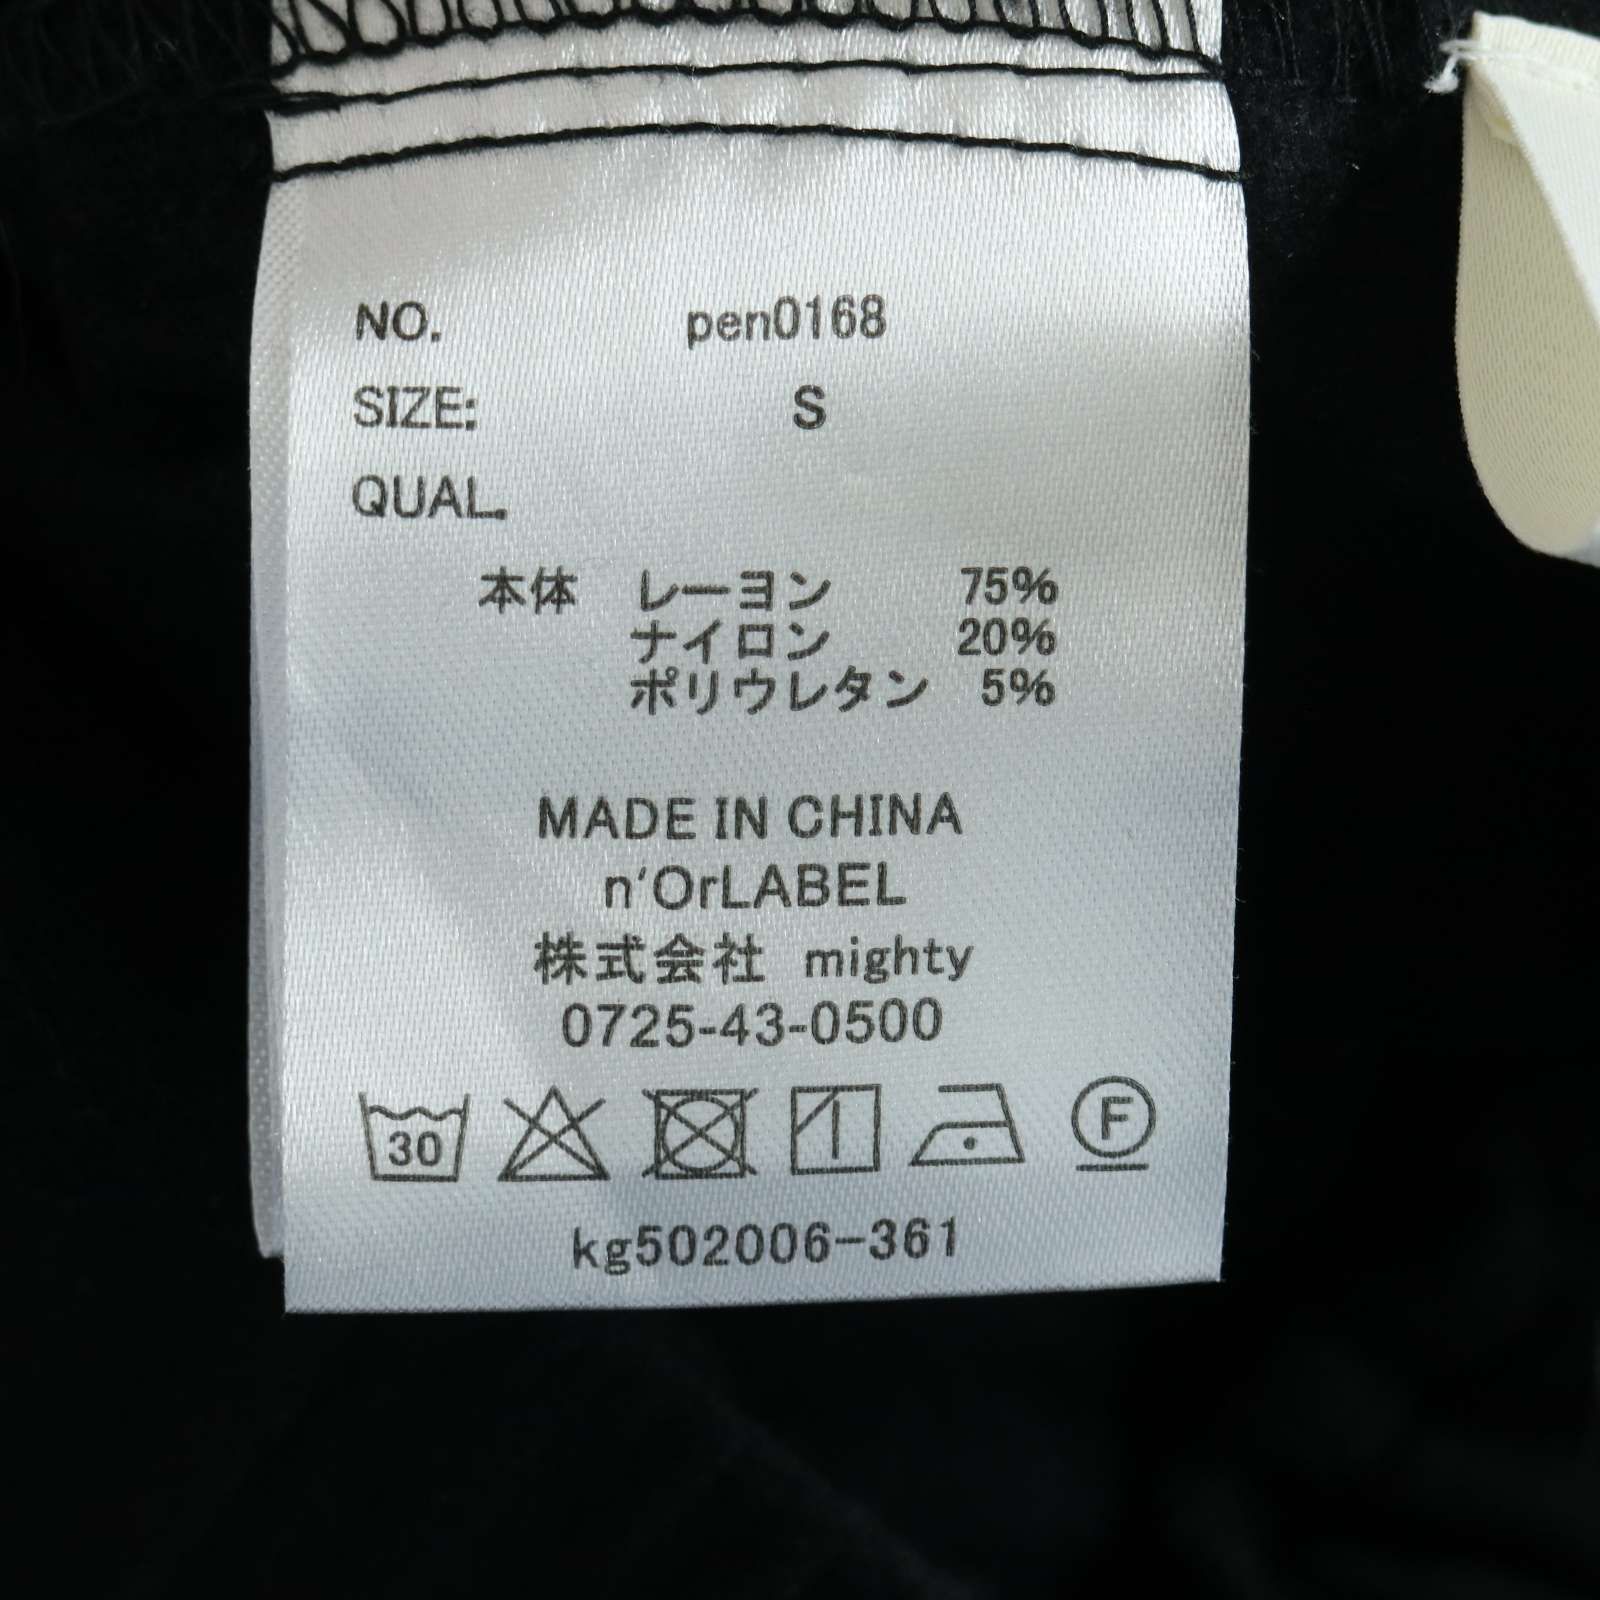 NO. pen0168
SIZE: S
QUAL.
本体 レーヨン 75%
ナイロン 20%
ポリウレタン 5%
MADE IN CHINA
n'OrLABEL
株式会社 mighty
0725-43-0500
30 F
kg502006-361